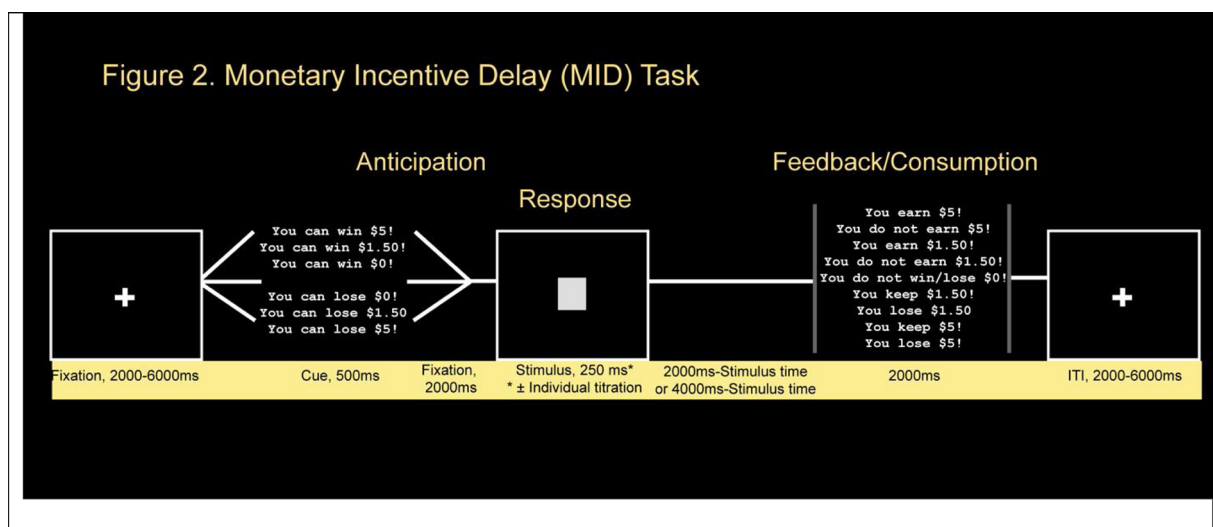 Figure 2. Monetary Incentive Delay (MID) Task
Anticipation
Feedback/Consumption
Response
You can win $5!
You can win $1.50!
You can win $0!
You can lose $0!
You can lose $1.50
You can lose $5!
You earn $5!
You do not earn $5!
You earn $1.50!
You do not earn $1.50!
You do not win/lose $0!
You keep $1.50!
You lose $1.50
You keep $5!
You lose $5!
Fixation, 2000-6000ms
Cue, 500ms
Fixation,
2000ms
Stimulus, 250 ms*
* ± Individual titration
2000ms-Stimulus time
or 4000ms-Stimulus time
2000ms
ITI, 2000-6000ms